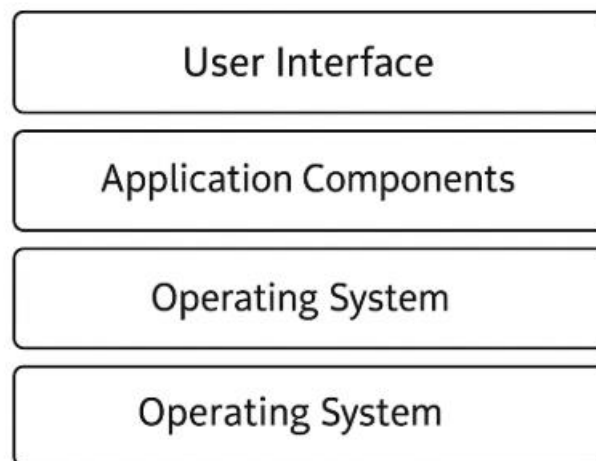 User Interface
Application Components
Operating System
Operating System